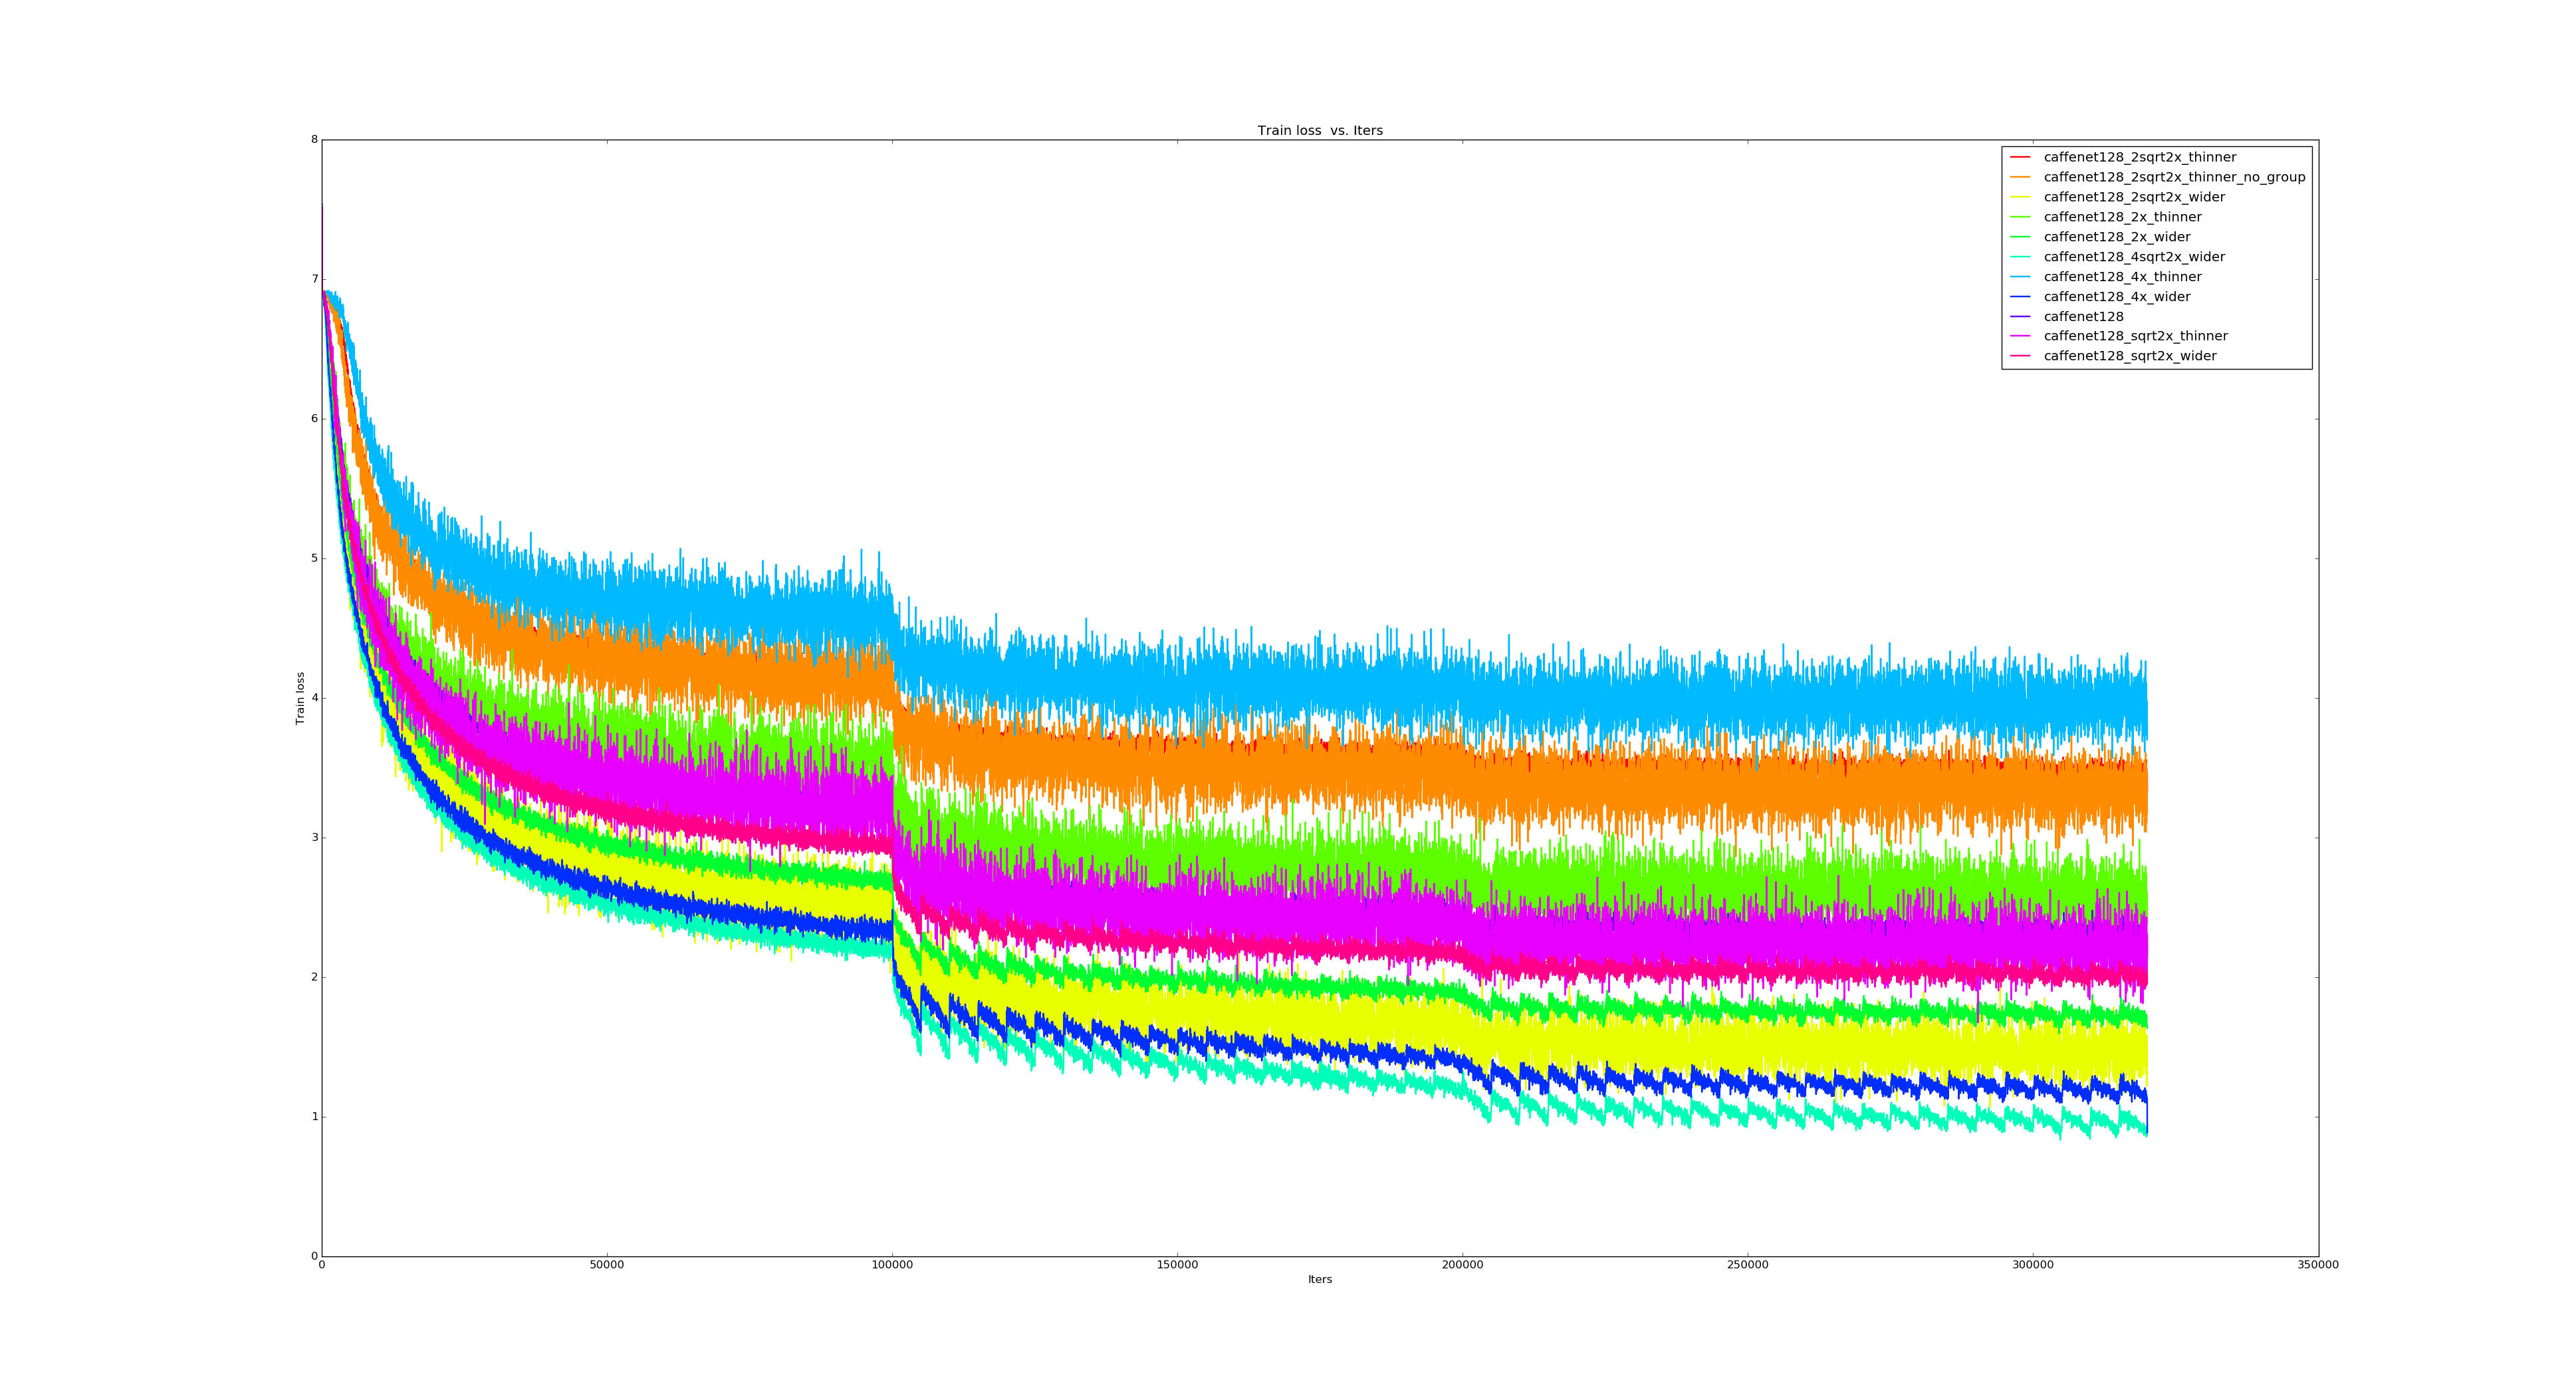 Train loss  vs. Iters
8
7
6
5
4
3
2
1
0
Train loss
0
50000
100000
150000
200000
250000
300000
350000
Iters
caffenet128_2sqrt2x_thinner
caffenet128_2sqrt2x_thinner_no_group
caffenet128_2sqrt2x_wider
caffenet128_2x_thinner
caffenet128_2x_wider
caffenet128_4sqrt2x_wider
caffenet128_4x_thinner
caffenet128_4x_wider
caffenet128
caffenet128_sqrt2x_thinner
caffenet128_sqrt2x_wider